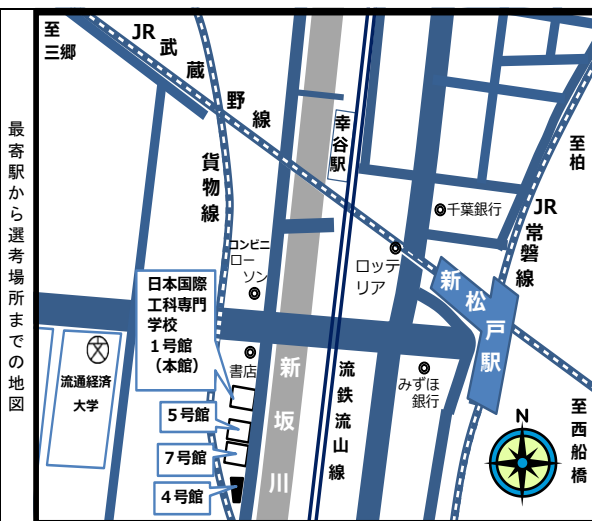 最寄駅から選考場所までの地図
至
三郷
JR武蔵野線
貨物線
幸谷駅
至柏
JR常磐線
千葉銀行
ロッテ
リア
コンビニ
ロー
ソン
新松戸駅
日本国際
工科専門
学校
1号館
（本館）
書店
新坂川
流鉄流山線
みずほ
銀行
文
流通経済
大学
5号館
7号館
4号館
N
至西船橋